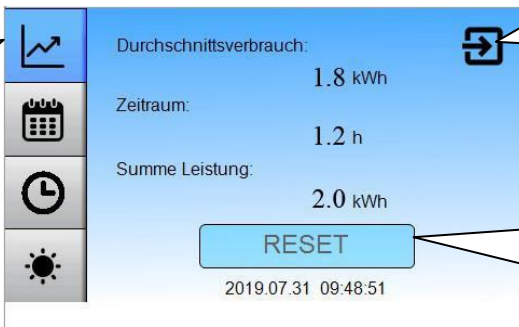 Durchschnittsverbrauch:
1.8 kWh
Zeitraum:
1.2 h
Summe Leistung:
2.0 kWh
RESET
2019.07.31 09:48:51